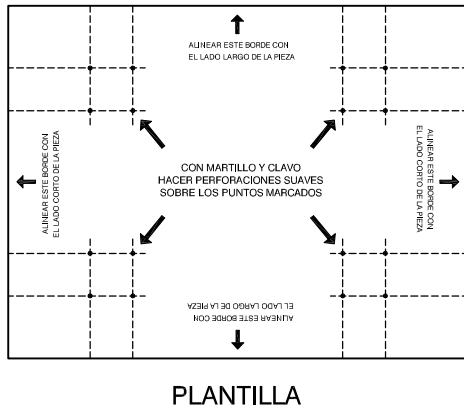 ALINEAR ESTE BORDE CON
EL LADO LARGO DE LA PIEZA
ALINEAR ESTE BORDE CON
EL LADO CORTO DE LA PIEZA
CON MARTILLO Y CLAVO
HACER PERFORACIONES SUAVES
SOBRE LOS PUNTOS MARCADOS
ALINEAR ESTE BORDE CON
EL LADO CORTO DE LA PIEZA
ALINEAR ESTE BORDE CON
EL LADO LARGO DE LA PIEZA
PLANTILLA